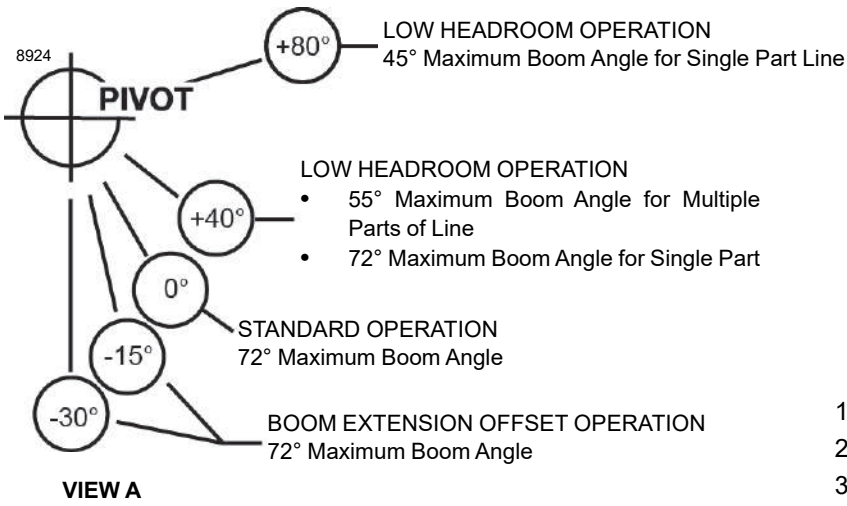 8924
PIVOT
+80°
LOW HEADROOM OPERATION
45° Maximum Boom Angle for Single Part Line
+40°
LOW HEADROOM OPERATION
• 55° Maximum Boom Angle for Multiple
Parts of Line
• 72° Maximum Boom Angle for Single Part
0°
STANDARD OPERATION
72° Maximum Boom Angle
-15°
-30°
BOOM EXTENSION OFFSET OPERATION
72° Maximum Boom Angle
1
2
3
VIEW A